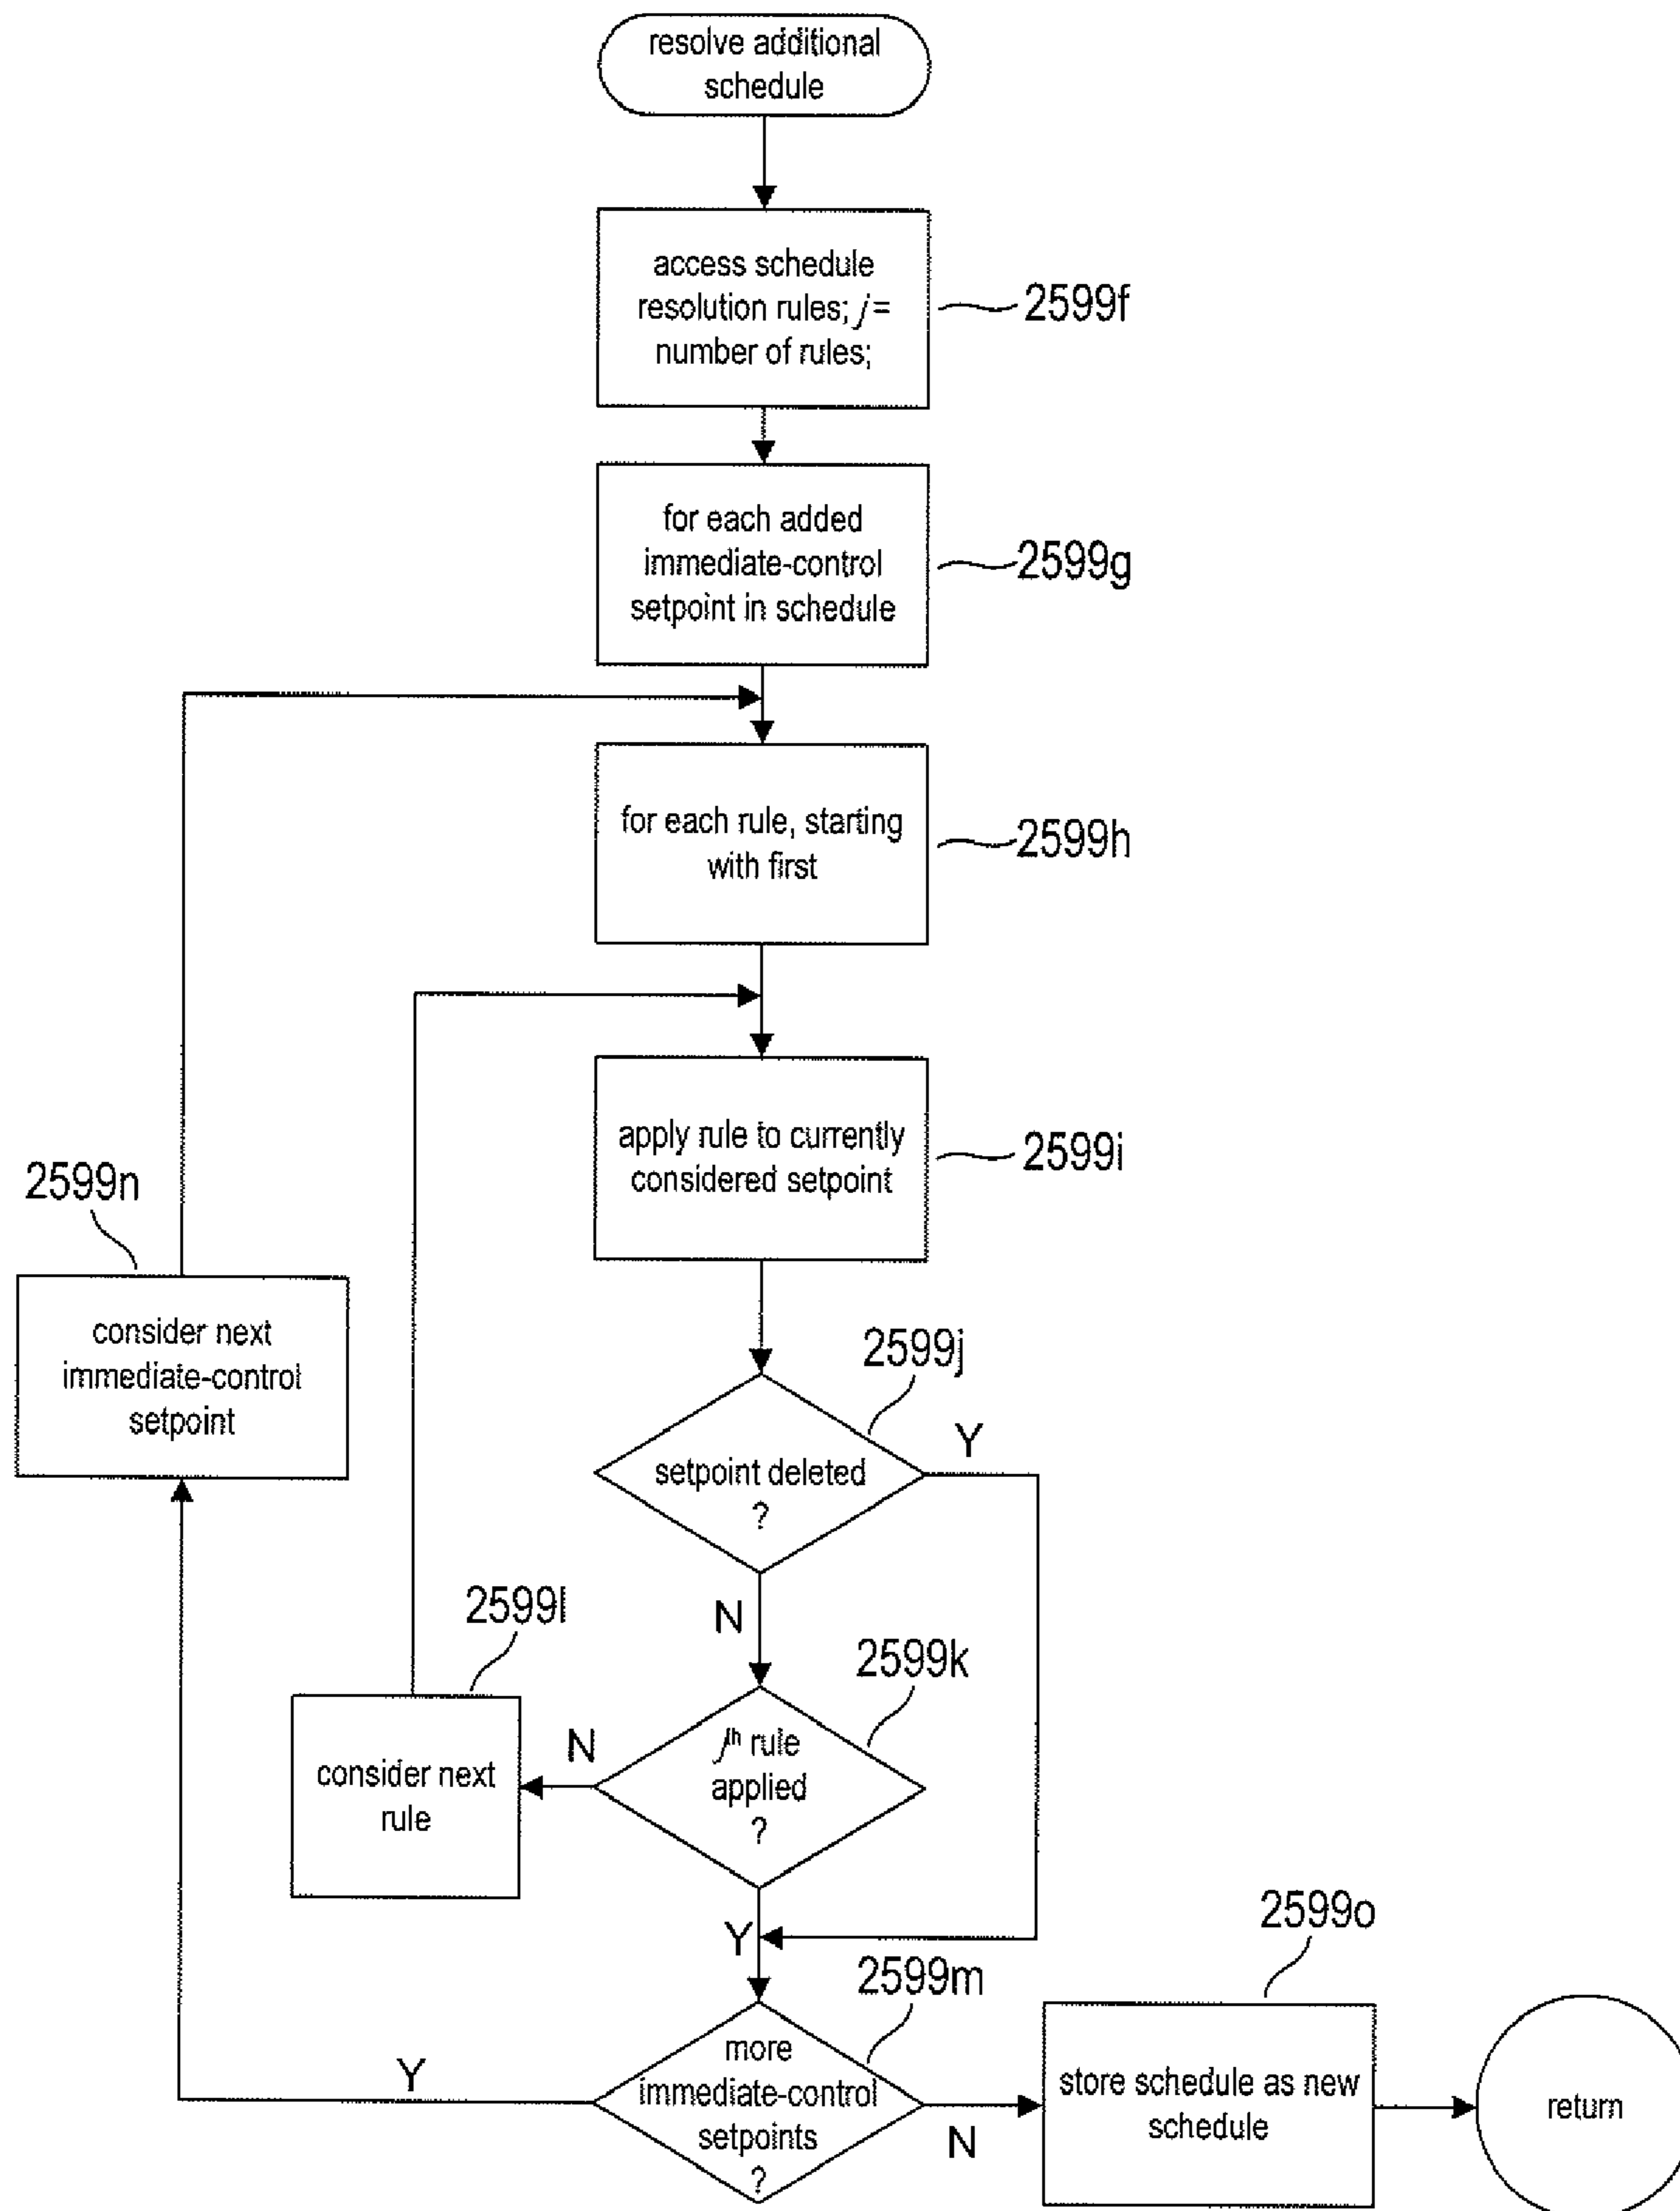 resolve additional
schedule
access schedule
resolution rules; j =
number of rules;
2599f
for each added
immediate-control
setpoint in schedule
2599g
for each rule, starting
with first
2599h
apply rule to currently
considered setpoint
2599i
2599n
consider next
immediate-control
setpoint
2599j
setpoint deleted
?
Y
N
2599l
consider next
rule
2599k
jth rule
applied
?
N
Y
2599m
more
immediate-control
setpoints
?
Y
N
2599o
store schedule as new
schedule
return